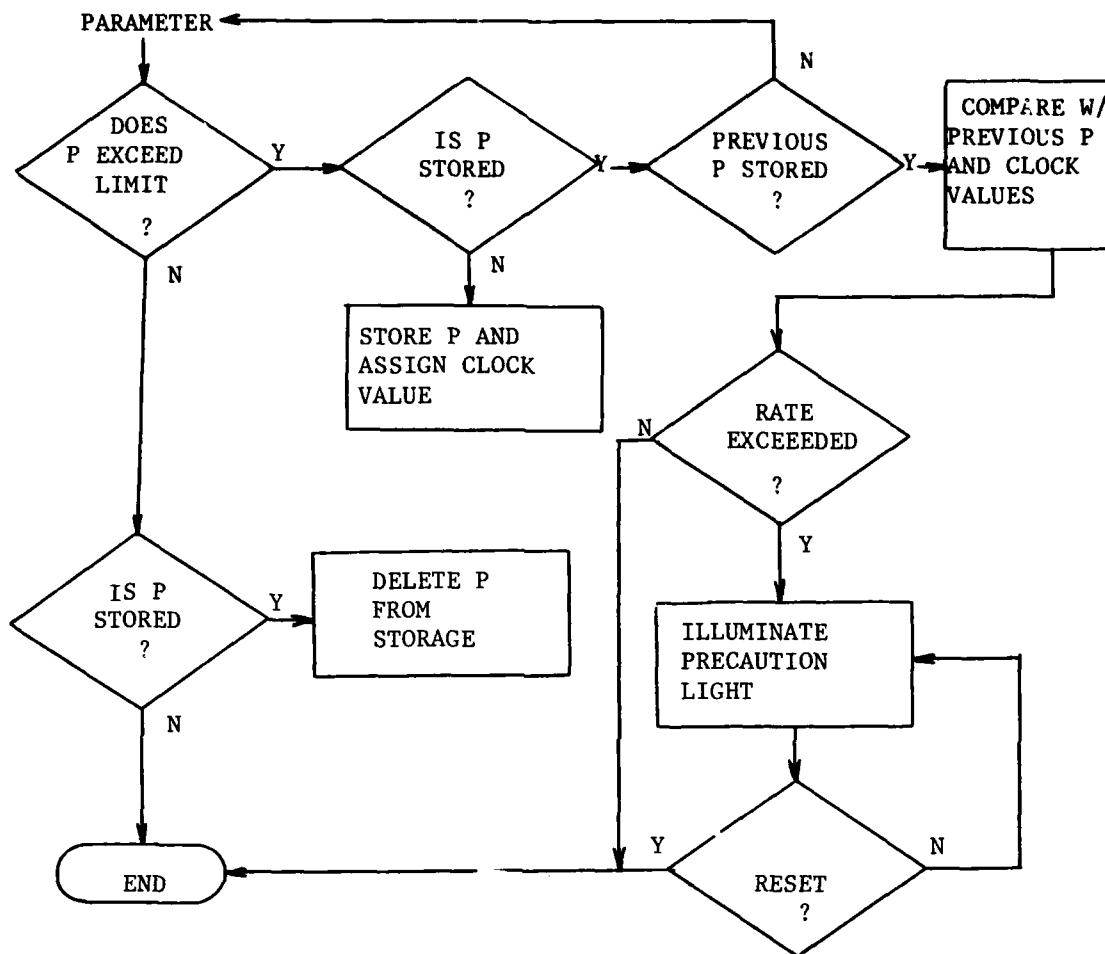 PARAMETER
N
DOES
P EXCEED
LIMIT
?
Y
N
IS P
STORED
?
Y
N
PREVIOUS
P STORED
?
Y
COMPARE W/
PREVIOUS P
AND CLOCK
VALUES
STORE P AND
ASSIGN CLOCK
VALUE
RATE
EXCEEEDED
?
N
Y
IS P
STORED
?
Y
N
DELETE P
FROM
STORAGE
ILLUMINATE
PRECAUTION
LIGHT
END
Y
RESET
?
N